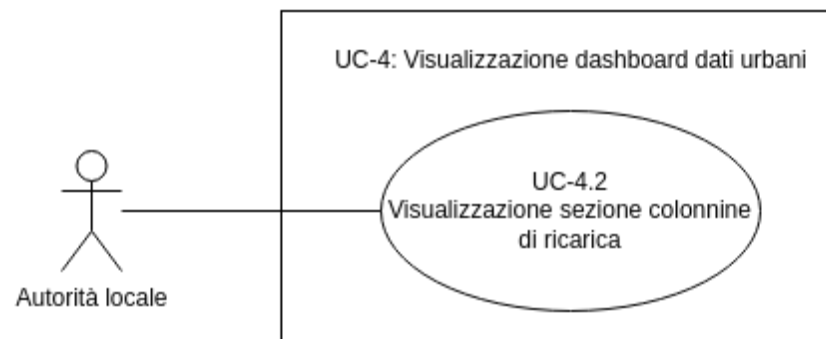 UC-4: Visualizzazione dashboard dati urbani
UC-4.2
Visualizzazione sezione colonnine
di ricarica
Autorità locale